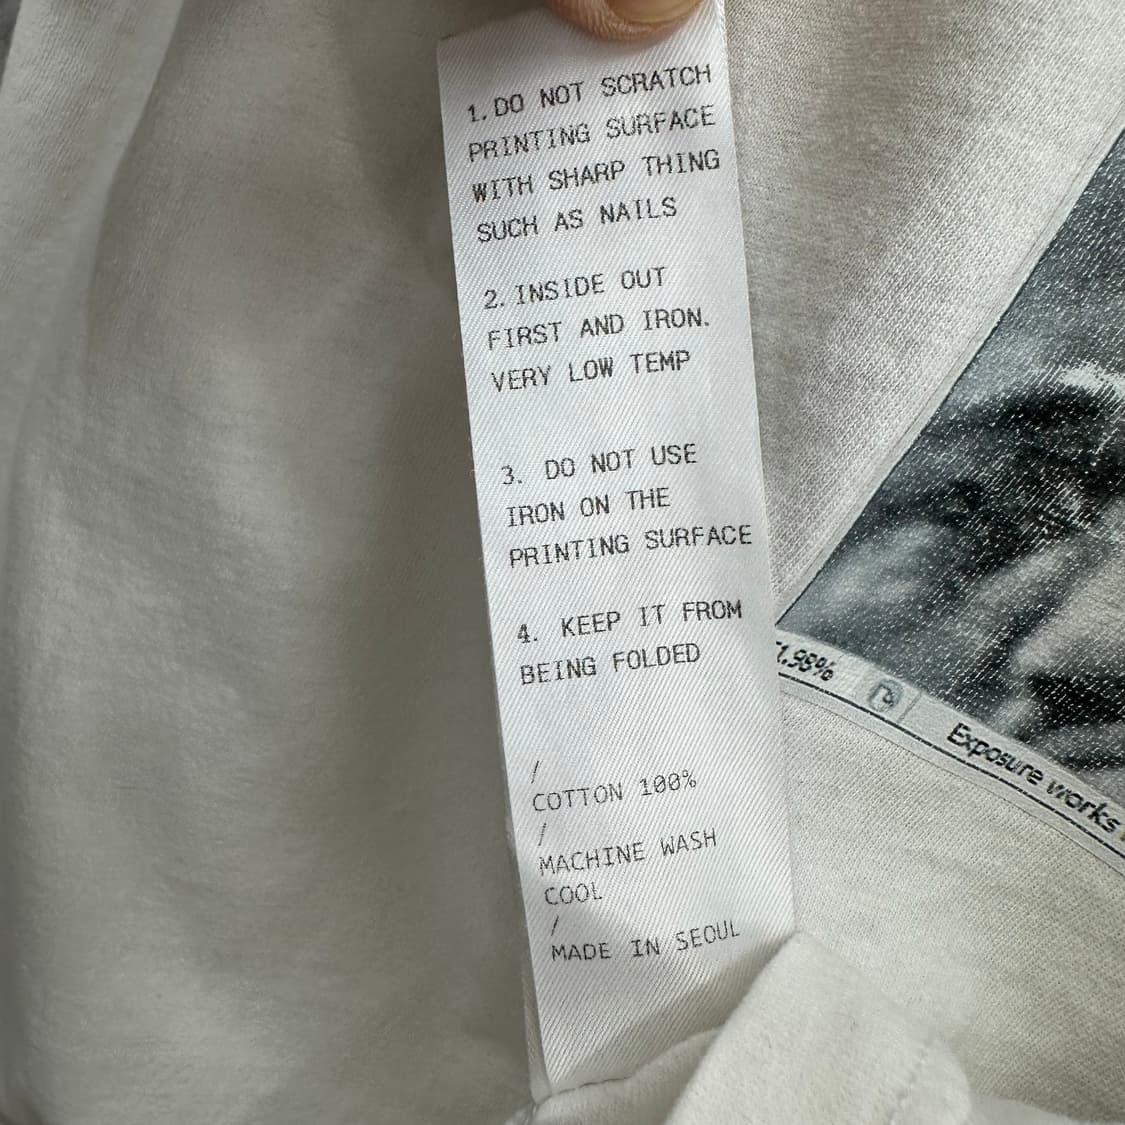 1. DO NOT SCRATCH
PRINTING SURFACE
WITH SHARP THING
SUCH AS NAILS
2. INSIDE OUT
FIRST AND IRON.
VERY LOW TEMP
3. DO NOT USE
IRON ON THE
PRINTING SURFACE
4. KEEP IT FROM
BEING FOLDED
/
COTTON 100%
/
MACHINE WASH
COOL
/
MADE IN SEOUL
.98%
Exposure works